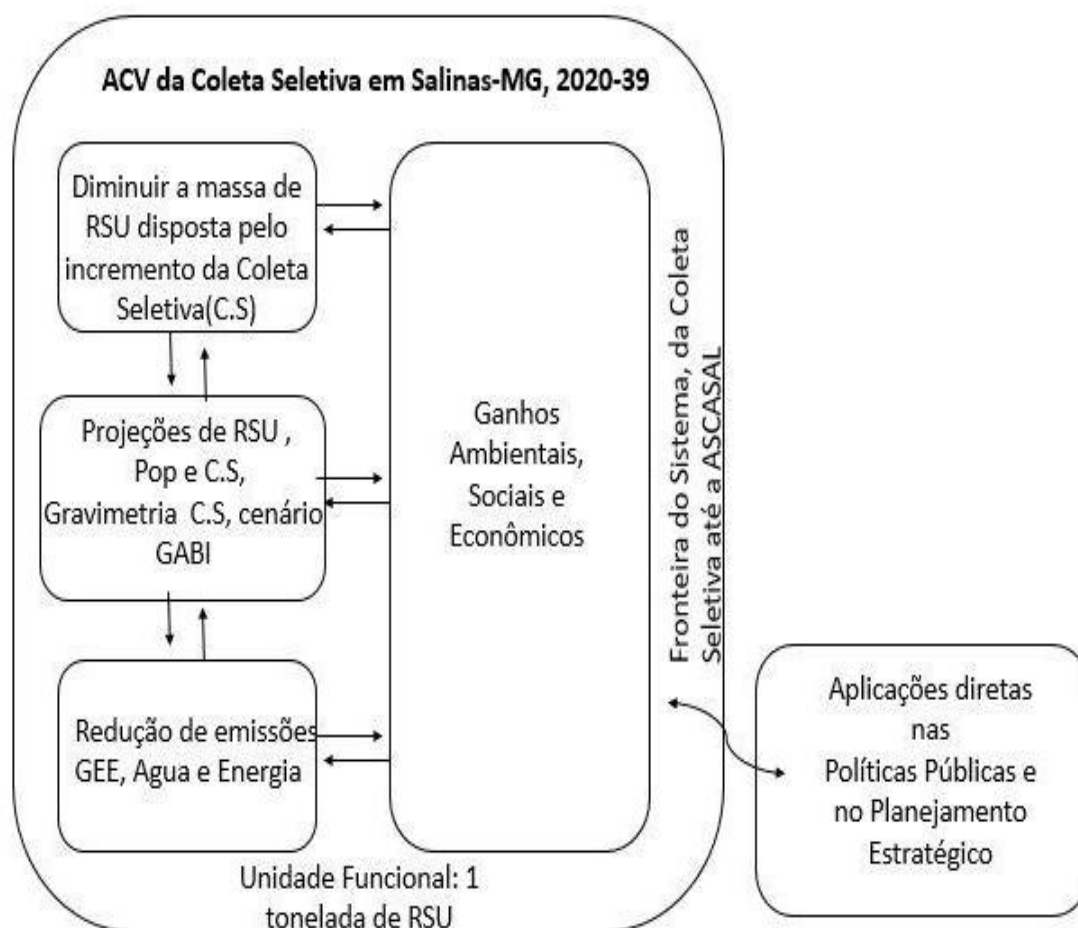 ACV da Coleta Seletiva em Salinas-MG, 2020-39
Diminuir a massa de
RSU disposta pelo
incremento da Coleta
Seletiva(C.S)
Projeções de RSU ,
Pop e C.S,
Gravimetria C.S, cenário
GABI
Redução de emissões
GEE, Agua e Energia
Ganhos
Ambientais,
Sociais e
Econômicos
Fronteira do Sistema, da Coleta
Seletiva até a ASCASAL
Aplicações diretas
nas
Políticas Públicas e
no Planejamento
Estratégico
Unidade Funcional: 1
tonelada de RSU